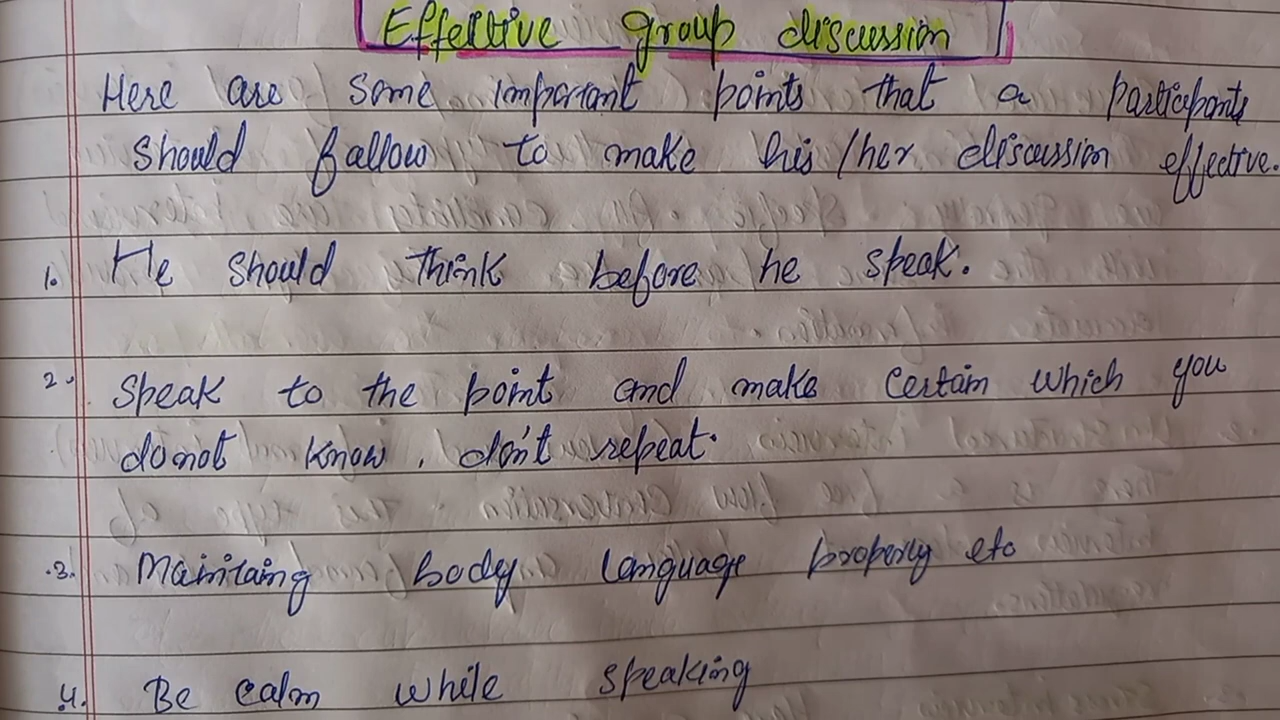 Effective group discussion
Here are some important points that a participants
should fallow to make his/her discussion effective.
1. He should think before he speak.
2. Speak to the point and make certain which you
do not know, don't repeat.
3. Maintaing body language properly etc
4. Be calm while speaking